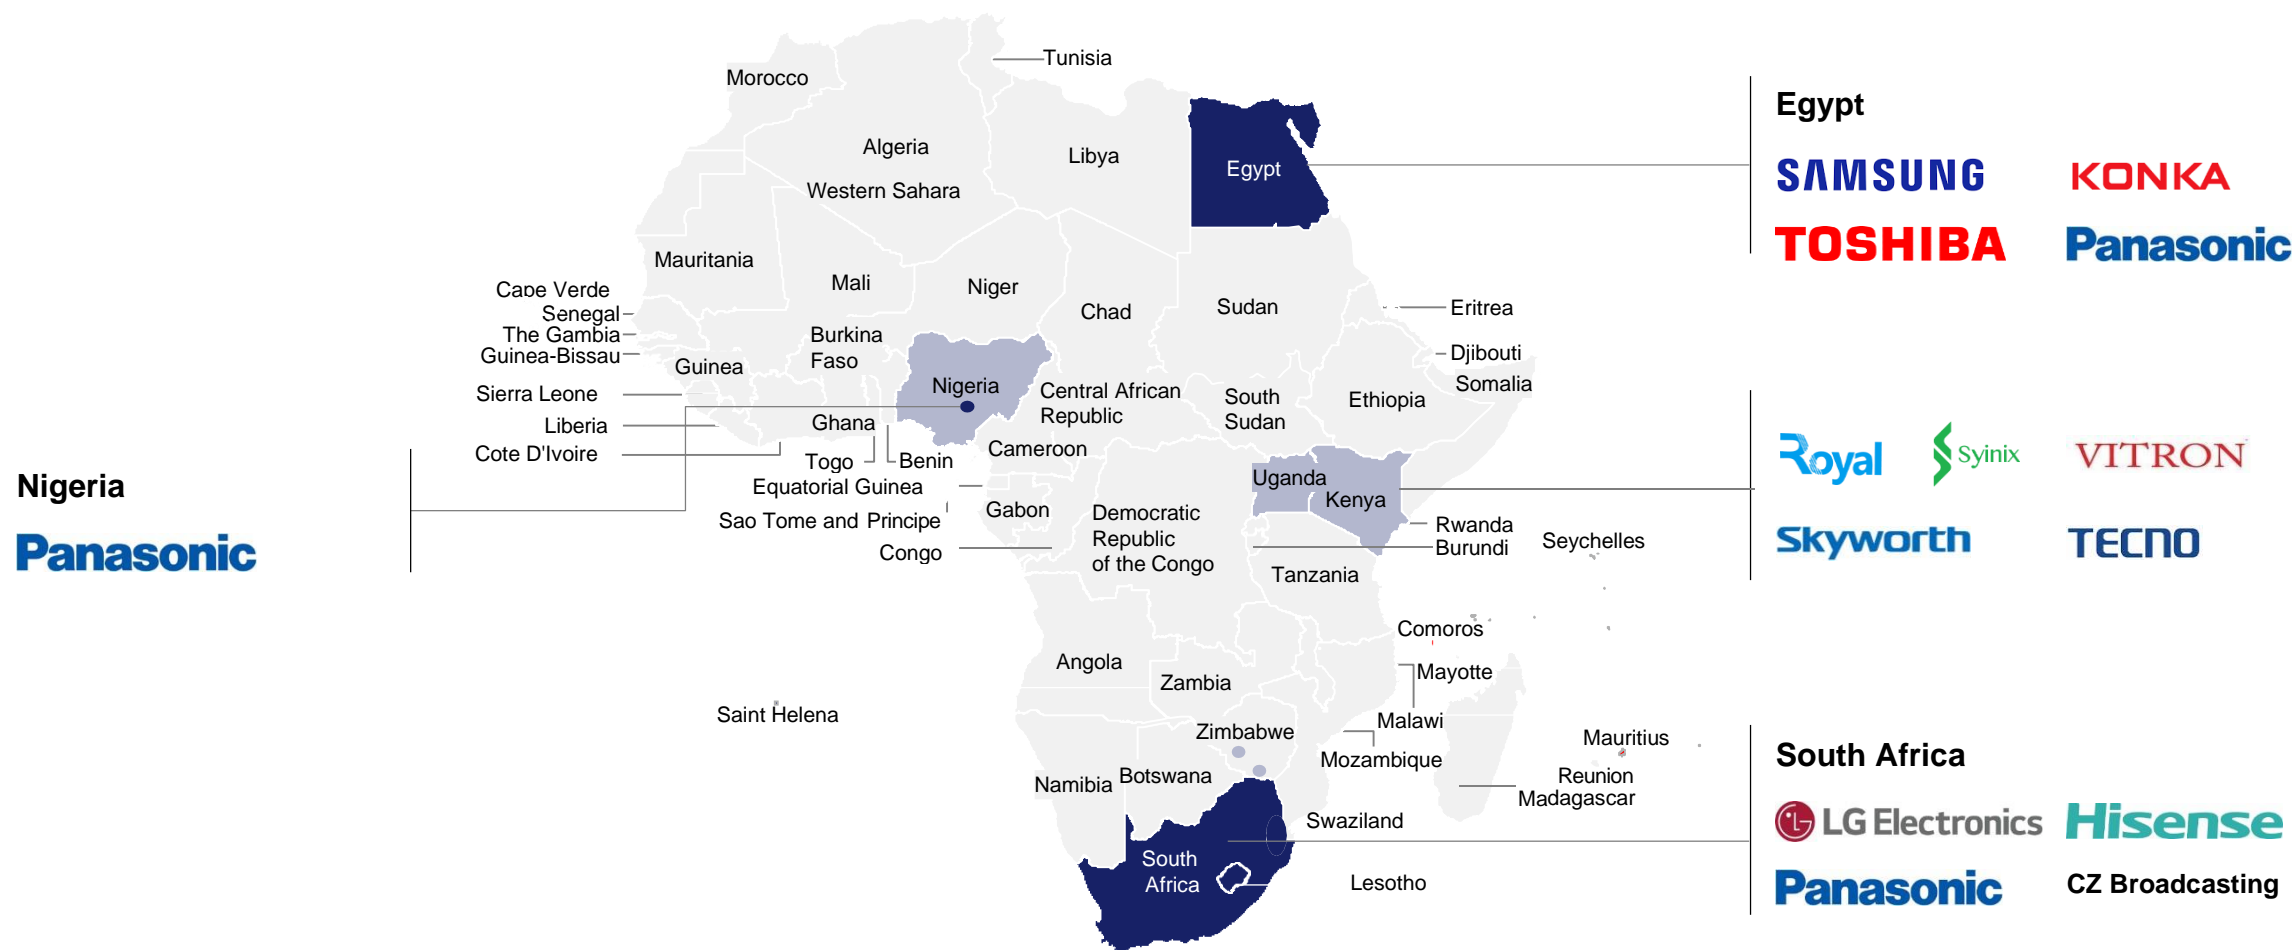 Tunisia
Morocco
Algeria
Libya
Egypt
Western Sahara
Mauritania
Mali
Niger
Chad
Sudan
Eritrea
Cape Verde
Senegal
The Gambia
Guinea-Bissau
Guinea
Burkina
Faso
Nigeria
Djibouti
Somalia
Sierra Leone
Central African
Republic
South
Sudan
Ethiopia
Liberia
Ghana
Cote D'Ivoire
Togo
Benin
Cameroon
Equatorial Guinea
Uganda
Kenya
Sao Tome and Principe
Gabon
Democratic
Republic
of the Congo
Rwanda
Burundi
Seychelles
Congo
Tanzania
Comoros
Angola
Mayotte
Zambia
Saint Helena
Malawi
Zimbabwe
Mauritius
Mozambique
Namibia
Botswana
Reunion
Madagascar
Swaziland
South
Africa
Lesotho
Nigeria
Panasonic
Egypt
SAMSUNG KONKA
TOSHIBA Panasonic
Royal Syinix VITRON
Skyworth TECNO
South Africa
LG Electronics Hisense
Panasonic CZ Broadcasting